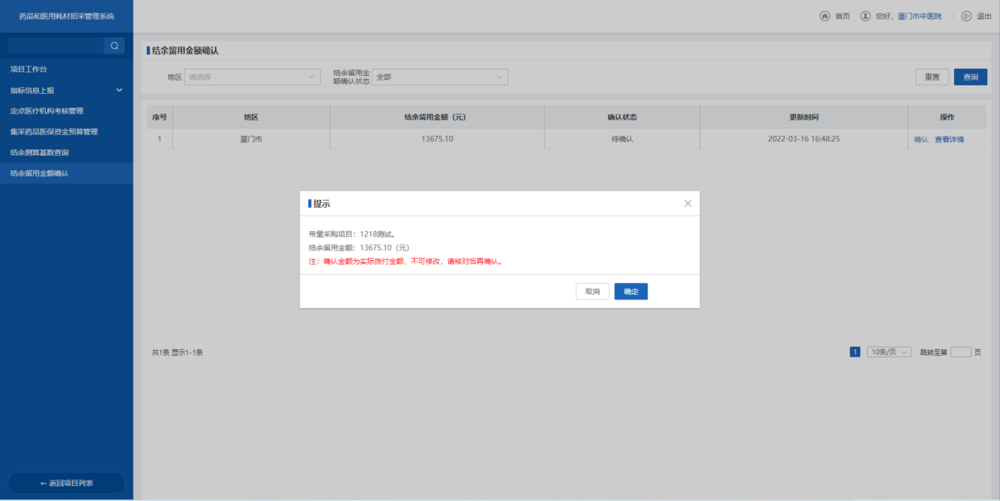 药品和医用耗材招采管理系统
首页 您好，厦门市中医院 退出
项目工作台
指标信息上报
定点医疗机构考核管理
集采药品医保资金预算管理
结余测算基数查询
结余留用金额确认
返回项目列表
结余留用金额确认
地区 请选择 结余留用金额确认状态 全部 重置 查询
序号 地区 结余留用金额（元） 确认状态 更新时间 操作
1 厦门市 13675.10 待确认 2022-03-16 16:48:25 确认 查看详情
提示
带量采购项目：1218测试。
结余留用金额：13675.10（元）
注：确认金额为实际拨付金额，不可修改，请核对后再确认。
取消 确定
共1条 显示1-1条 1 10条/页 跳转至第 页